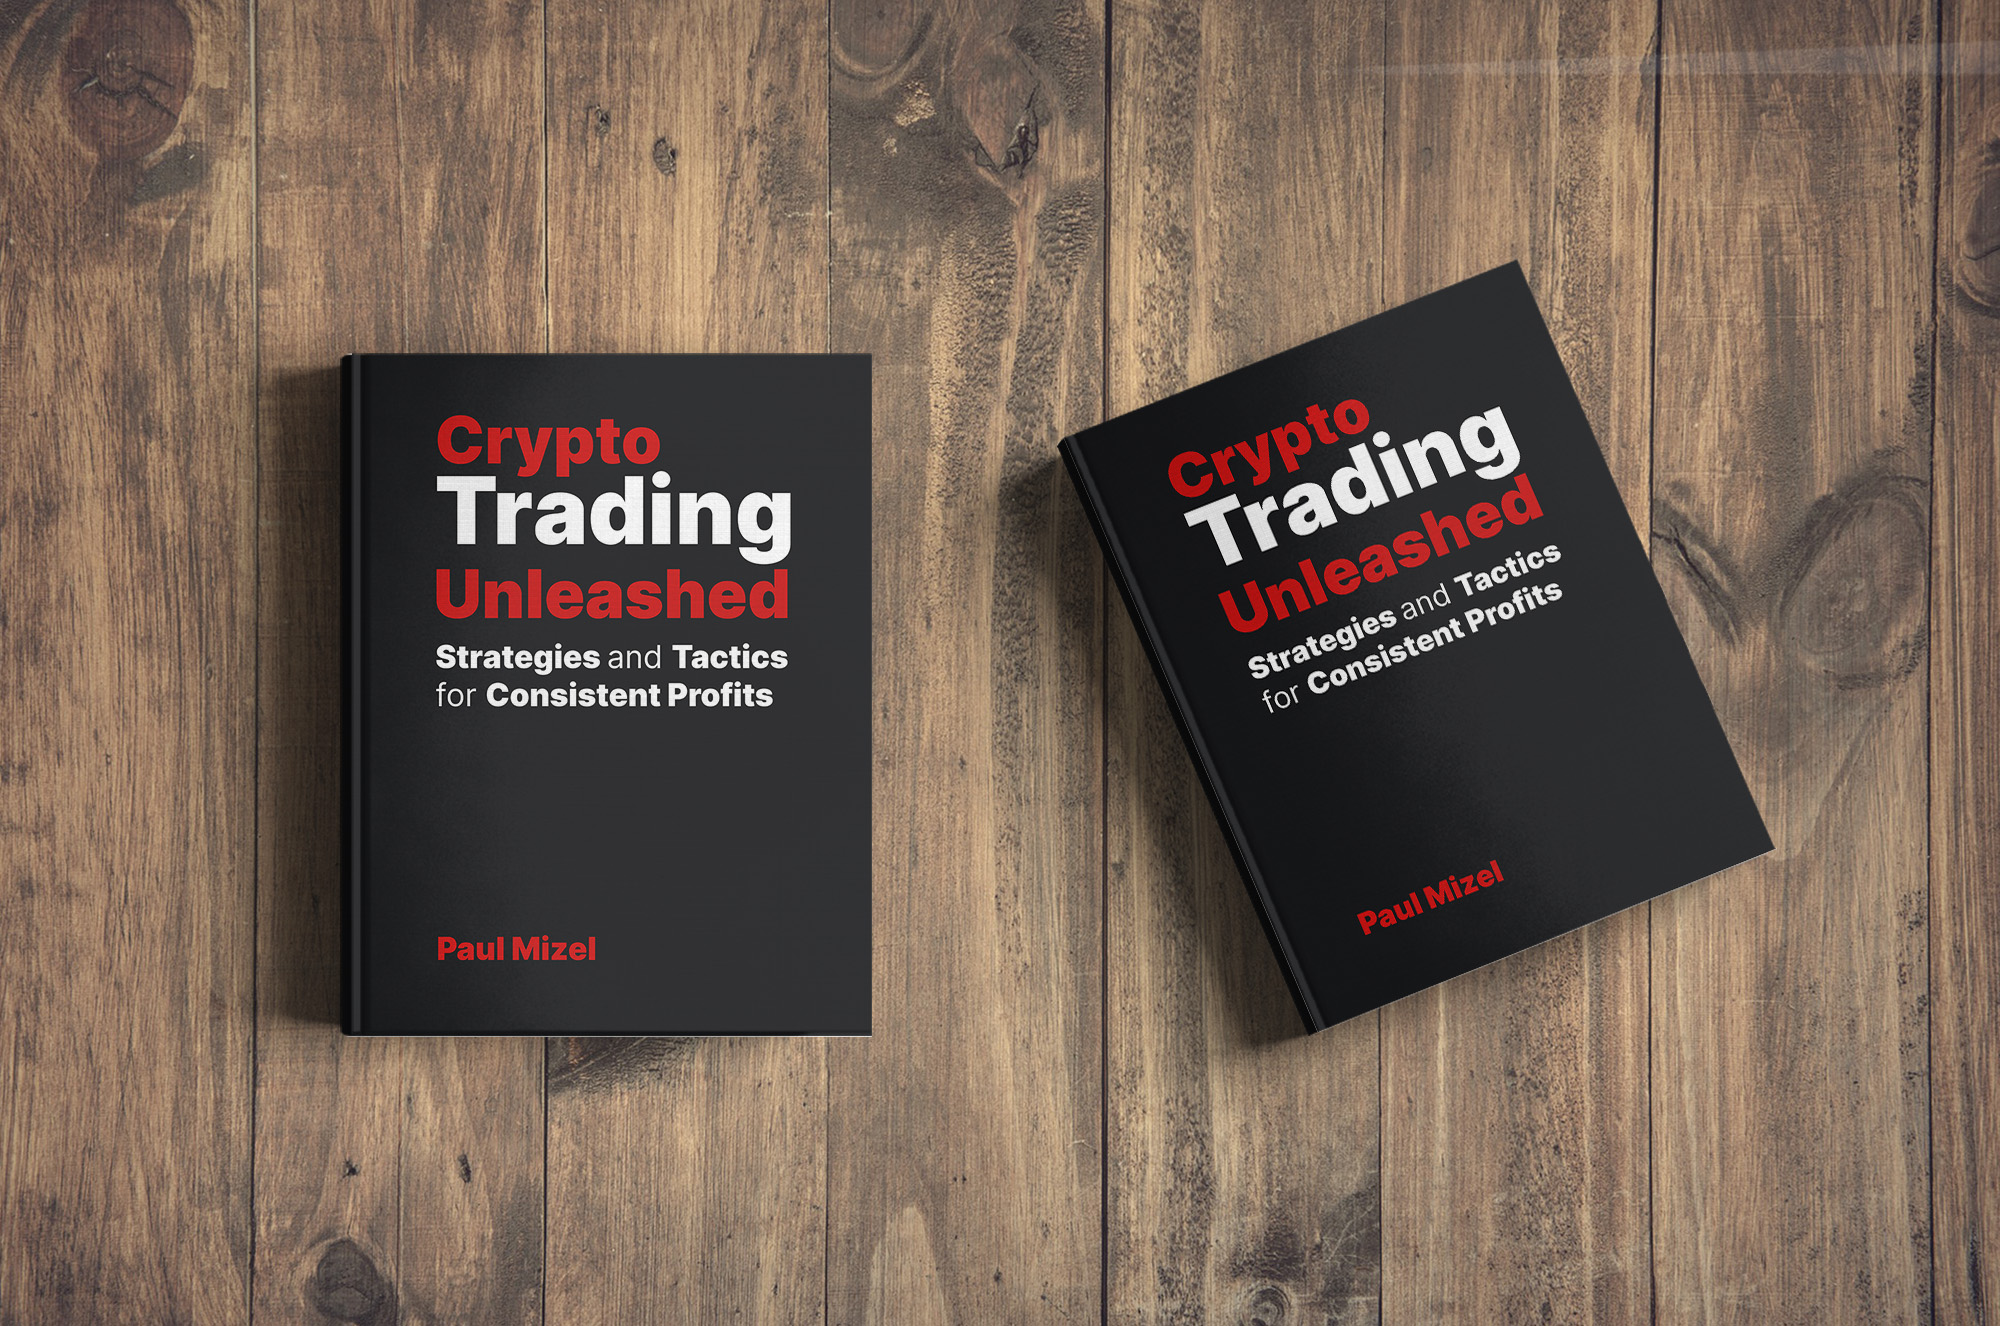 Crypto
Trading
Unleashed
Strategies and Tactics
for Consistent Profits
Paul Mizel
Crypto
Trading
Unleashed
Strategies and Tactics
for Consistent Profits
Paul Mizel